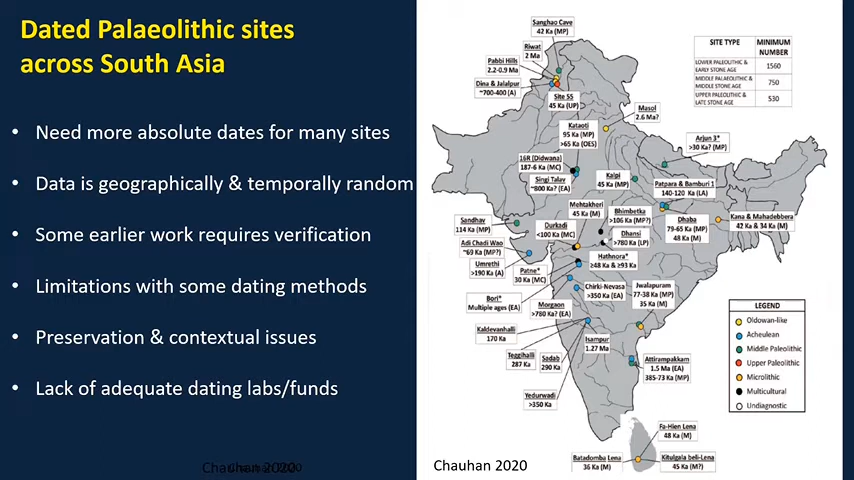 Dated Palaeolithic sites
across South Asia
• Need more absolute dates for many sites
• Data is geographically & temporally random
• Some earlier work requires verification
• Limitations with some dating methods
• Preservation & contextual issues
• Lack of adequate dating labs/funds
Chauhan 2020
Sanghao Cave
42 Ka (MP)
Riwat
2 Ma
Pabbi Hills
2.2-0.9 Ma
Dina & Jalalpur
~700-400 (A)
Site 55
45 Ka (UP)
Masol
2.6 Ma?
Kataoti
95 Ka (MP)
>65 Ka (OES)
Arjun 3*
>30 Ka? (MP)
16R (Didwana)
187-6 Ka (MC)
Singi Talav
~800 Ka? (EA)
Kalpi
45 Ka (MP)
Patpara & Bamburi 1
140-120 Ka (LA)
Mehtakheri
45 Ka (M)
Bhimbetka
>106 Ka (MP?)
Dhaba
79-65 Ka (MP)
48 Ka (M)
Kana & Mahadebbera
42 Ka & 34 Ka (M)
Sandhav
114 Ka (MP)
Durkadi
<100 Ka (MC)
Dhansi
>780 Ka (LP)
Adi Chadi Wao
~69 Ka (MP?)
Umrethi
>190 Ka (A)
Patne*
30 Ka (MC)
Hathnora*
≥48 Ka & ≥93 Ka
Bori*
Multiple ages (EA)
Chirki-Nevasa
>350 Ka (EA)
Jwalapuram
77-38 Ka (MP)
35 Ka (M)
Morgaon
>780 Ka? (EA)
Kaldevanhalli
170 Ka
Isampur
1.27 Ma
Teggihalli
287 Ka
Sadab
290 Ka
Attirampakkam
1.5 Ma (EA)
385-73 Ka (MP)
Yedurwadi
>350 Ka
Fa-Hien Lena
48 Ka (M)
Batadomba Lena
36 Ka (M)
Kitulgala beli-Lena
45 Ka (M?)
SITE TYPE MINIMUM NUMBER
LOWER PALEOLITHIC & EARLY STONE AGE 1560
MIDDLE PALAEOLITHIC & MIDDLE STONE AGE 750
UPPER PALEOLITHIC & LATE STONE AGE 530
LEGEND
Oldowan-like
Acheulean
Middle Paleolithic
Upper Paleolithic
Microlithic
Multicultural
Undiagnostic
Chauhan 2020